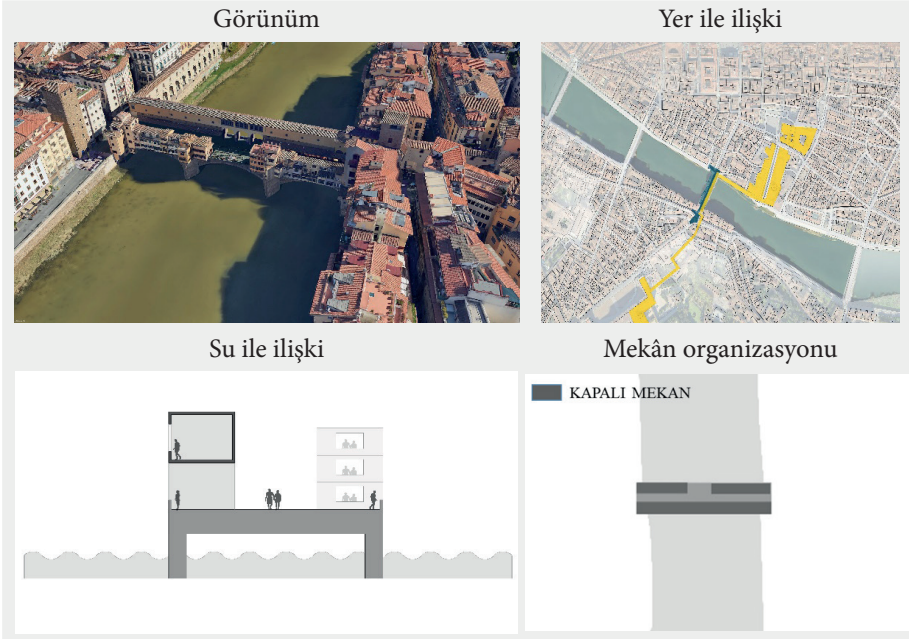 Görünüm
Yer ile ilişki
Su ile ilişki
Mekân organizasyonu
KAPALI MEKAN